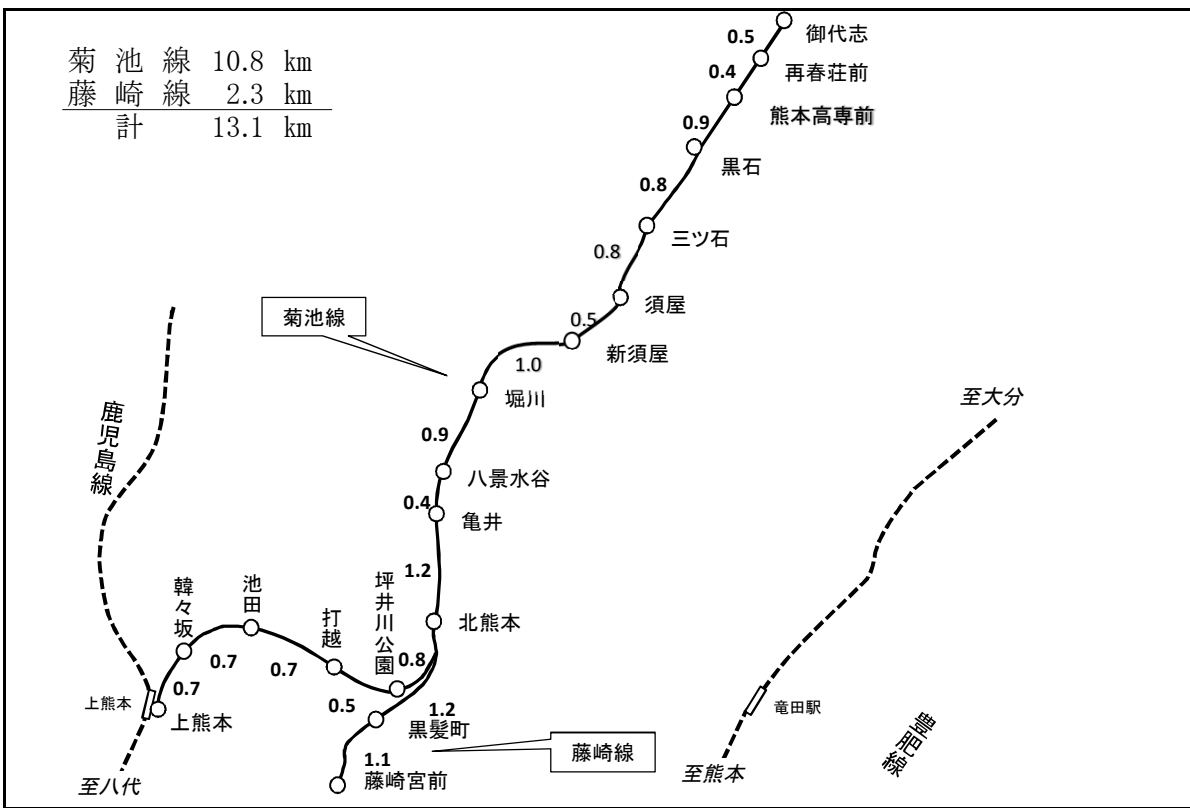 菊池線 10.8 km
藤崎線 2.3 km
計 13.1 km
御代志
0.5
再春荘前
0.4
熊本高専前
0.9
黒石
0.8
三ツ石
0.8
須屋
0.5
新須屋
1.0
堀川
菊池線
0.9
八景水谷
0.4
亀井
1.2
北熊本
0.8
坪井川公園
0.5
打越
0.7
池田
0.7
韓々坂
0.7
上熊本
上熊本
鹿児島線
至八代
1.2
黒髪町
1.1
藤崎宮前
藤崎線
至大分
竜田駅
至熊本
豊肥線